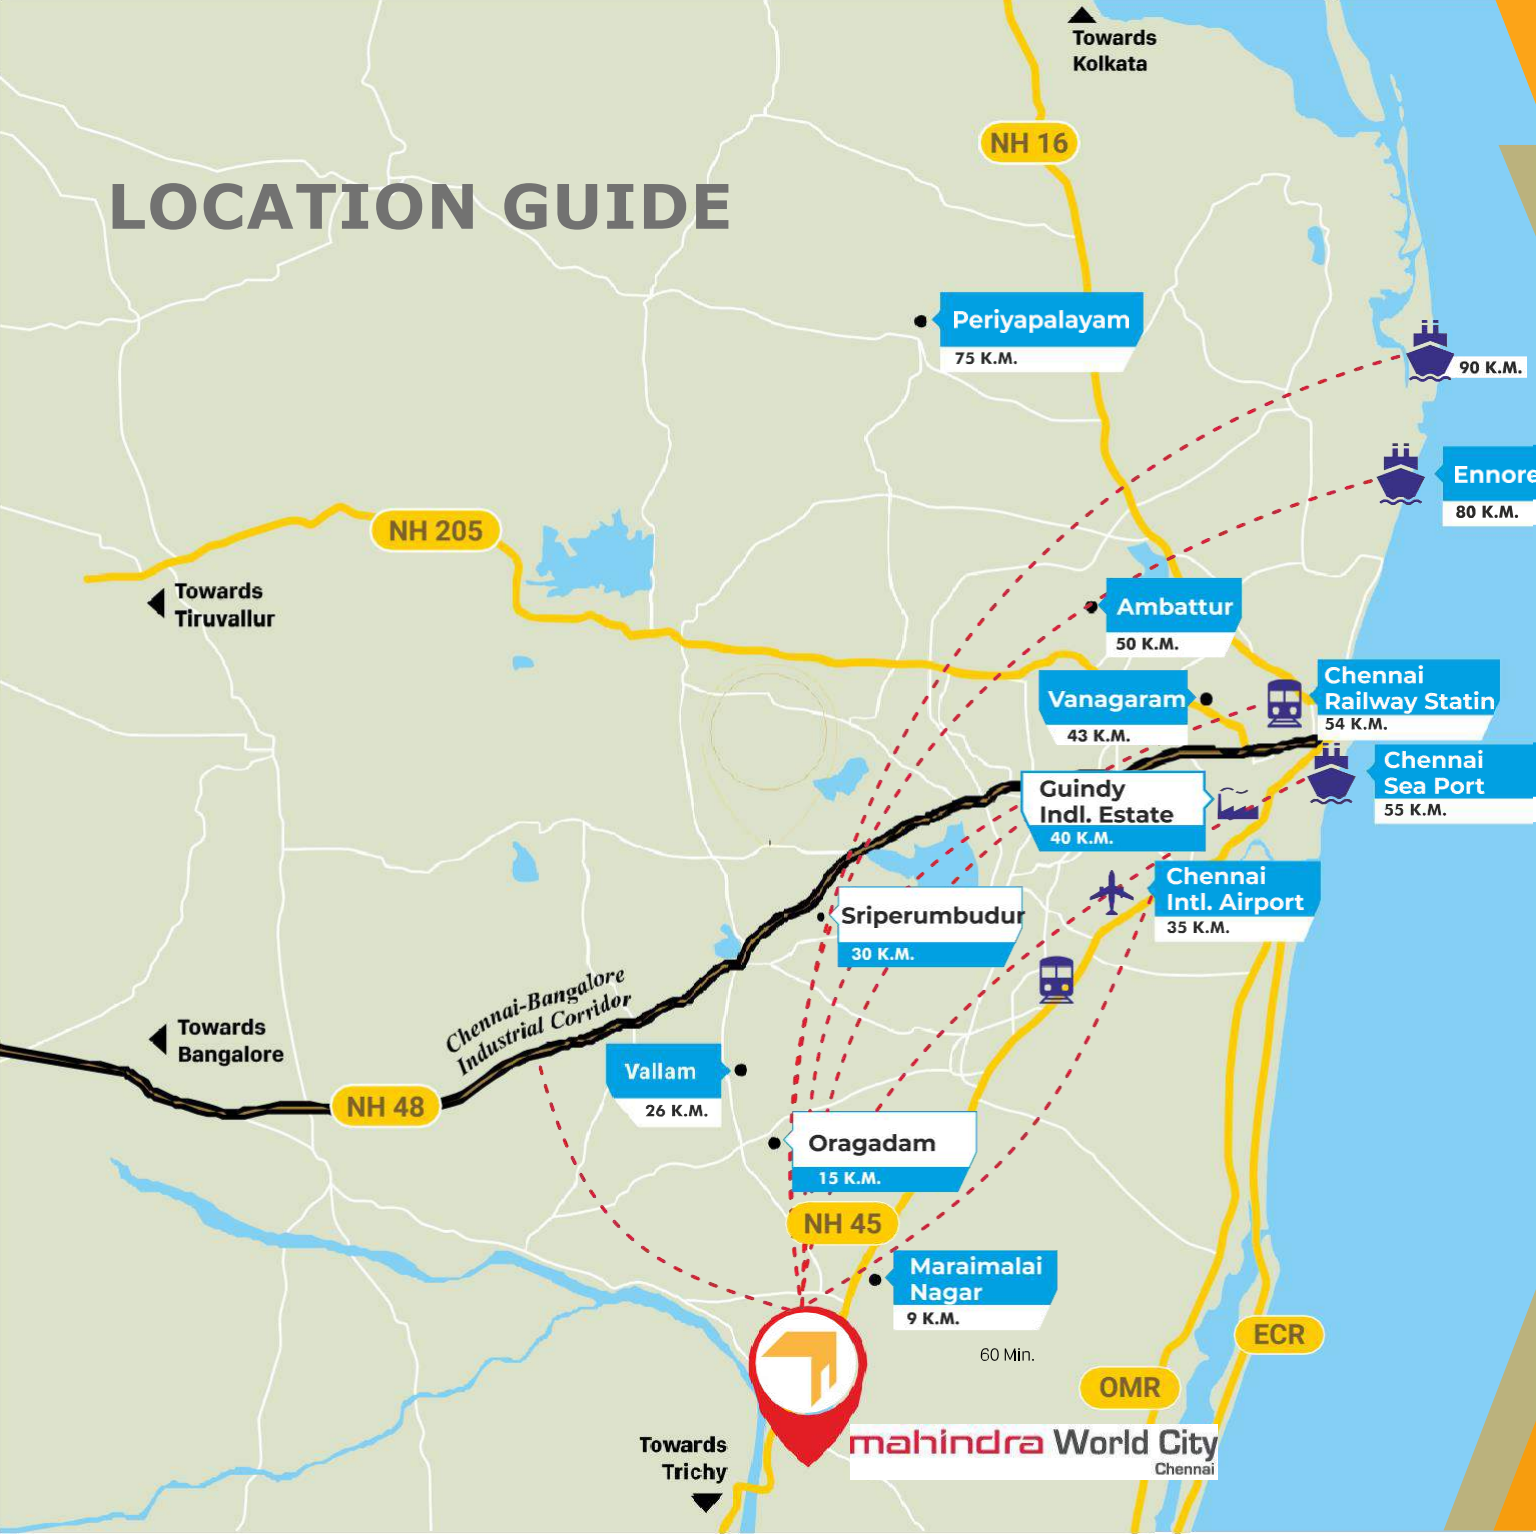 Towards
Kolkata
NH 16
LOCATION GUIDE
Periyapalayam
75 K.M.
90 K.M.
Ennore
80 K.M.
NH 205
Towards
Tiruvallur
Ambattur
50 K.M.
Chennai
Railway Statin
54 K.M.
Vanagaram
43 K.M.
Chennai
Sea Port
55 K.M.
Guindy
Indl. Estate
40 K.M.
Chennai
Intl. Airport
35 K.M.
Sriperumbudur
30 K.M.
Chennai-Bangalore
Industrial Corridor
Towards
Bangalore
Vallam
26 K.M.
NH 48
Oragadam
15 K.M.
NH 45
Maraimalai
Nagar
9 K.M.
60 Min.
ECR
OMR
Towards
Trichy
mahindra World City
Chennai